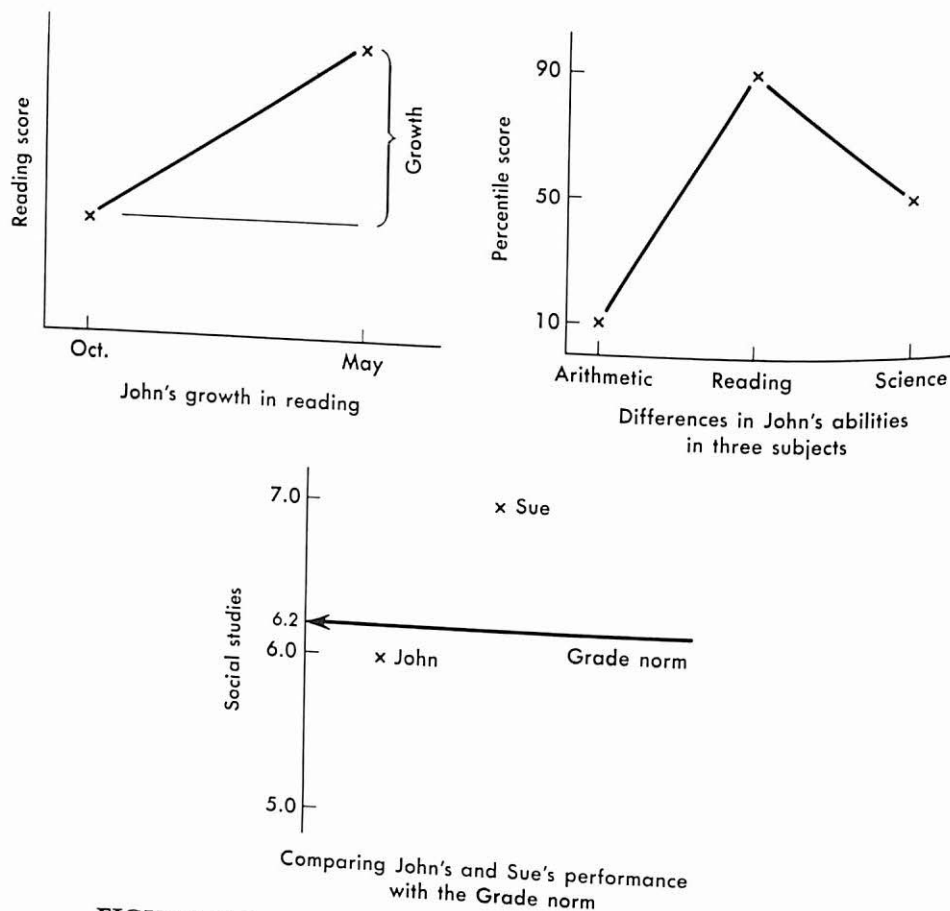 Reading score
Growth
Oct.
May
John's growth in reading
Percentile score
90
50
10
Arithmetic
Reading
Science
Differences in John's abilities
in three subjects
Social studies
7.0
6.2
6.0
5.0
× Sue
× John
Grade norm
Comparing John's and Sue's performance
with the Grade norm